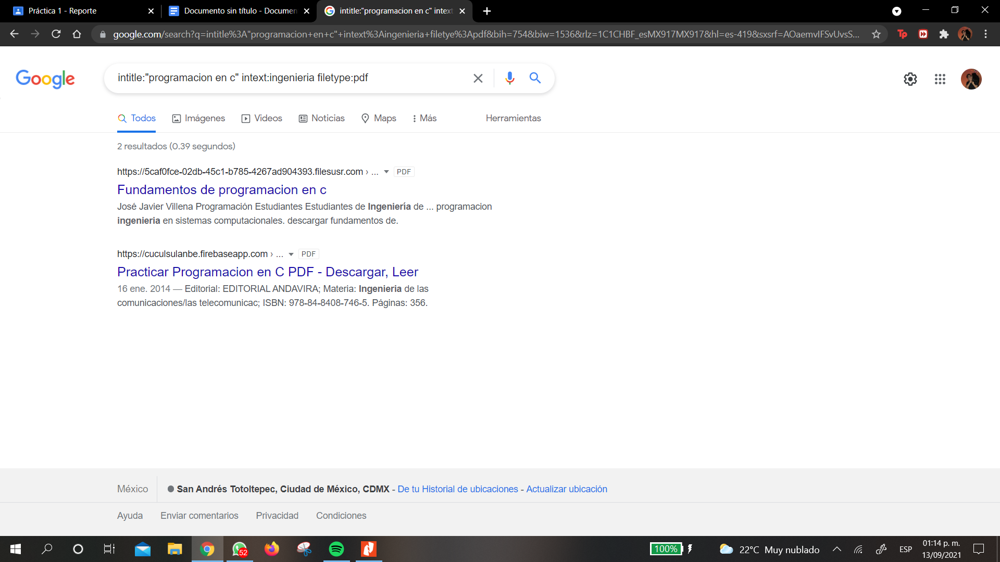 Práctica 1 - Reporte
Documento sin título - Documen
intitle:"programacion en c" intext
google.com/search?q=intitle%3A"programacion+en+c"+intext%3Aingenieria+filetye%3Apdf&bih=754&biw=1536&rlz=1C1CHBF_esMX917MX917&hl=es-419&sxsrf=AOaemvIFSvUvsS...
Google
intitle:"programacion en c" intext:ingenieria filetype:pdf
Todos
Imágenes
Videos
Noticias
Maps
Más
Herramientas
2 resultados (0.39 segundos)
https://5caf0fce-02db-45c1-b785-4267ad904393.filesusr.com › ... PDF
Fundamentos de programacion en c
José Javier Villena Programación Estudiantes Estudiantes de Ingeniería de ... programacion
ingenieria en sistemas computacionales. descargar fundamentos de.
https://cuculsulanbe.firebaseapp.com › ... PDF
Practicar Programacion en C PDF - Descargar, Leer
16 ene. 2014 — Editorial: EDITORIAL ANDAVIRA; Materia: Ingenieria de las
comunicaciones/las telecomunicac; ISBN: 978-84-8408-746-5. Páginas: 356.
México
San Andrés Totoltepec, Ciudad de México, CDMX - De tu Historial de ubicaciones - Actualizar ubicación
Ayuda
Enviar comentarios
Privacidad
Condiciones
52
100%
22°C Muy nublado
ESP
01:14 p. m.
13/09/2021